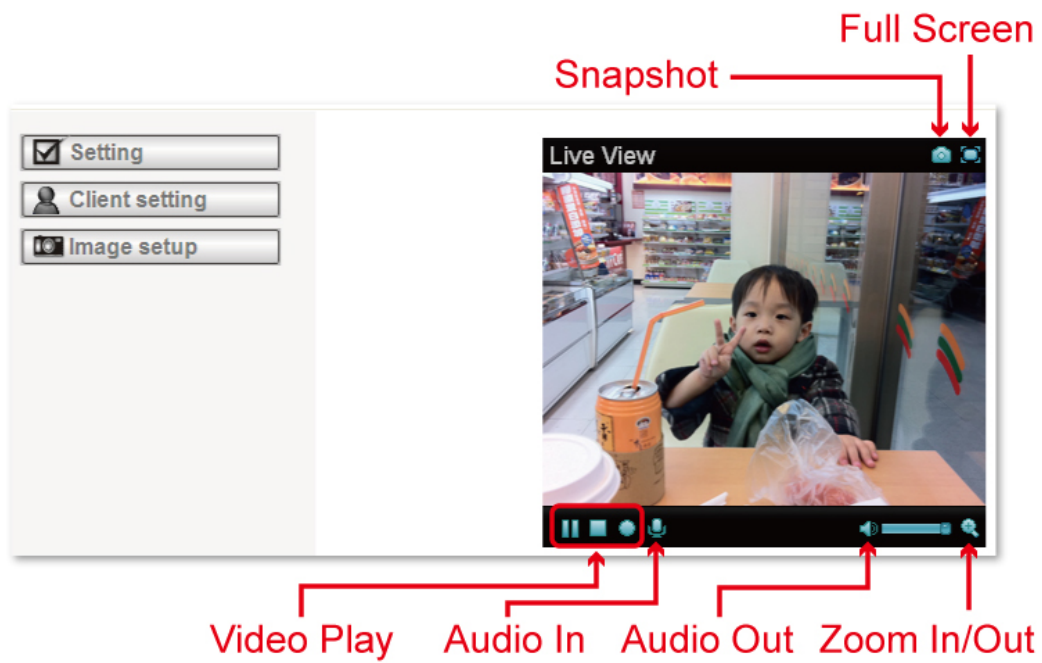 Full Screen
Snapshot
Setting
Client setting
Image setup
Live View
Video Play
Audio In
Audio Out
Zoom In/Out